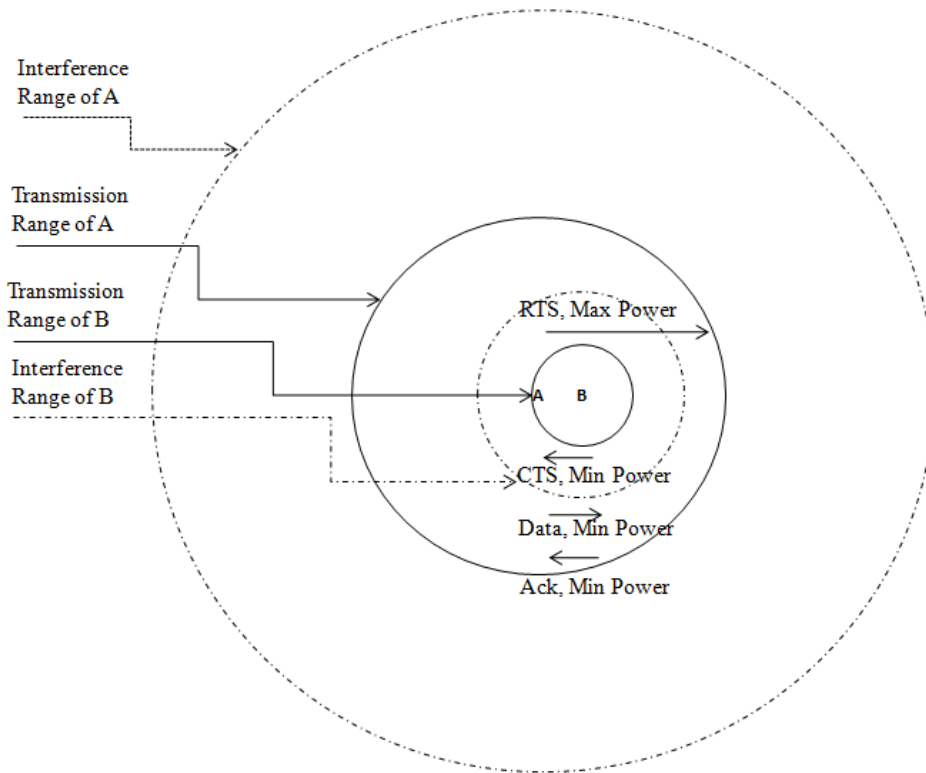 Interference
Range of A
Transmission
Range of A
Transmission
Range of B
Interference
Range of B
RTS, Max Power
A
B
CTS, Min Power
Data, Min Power
Ack, Min Power